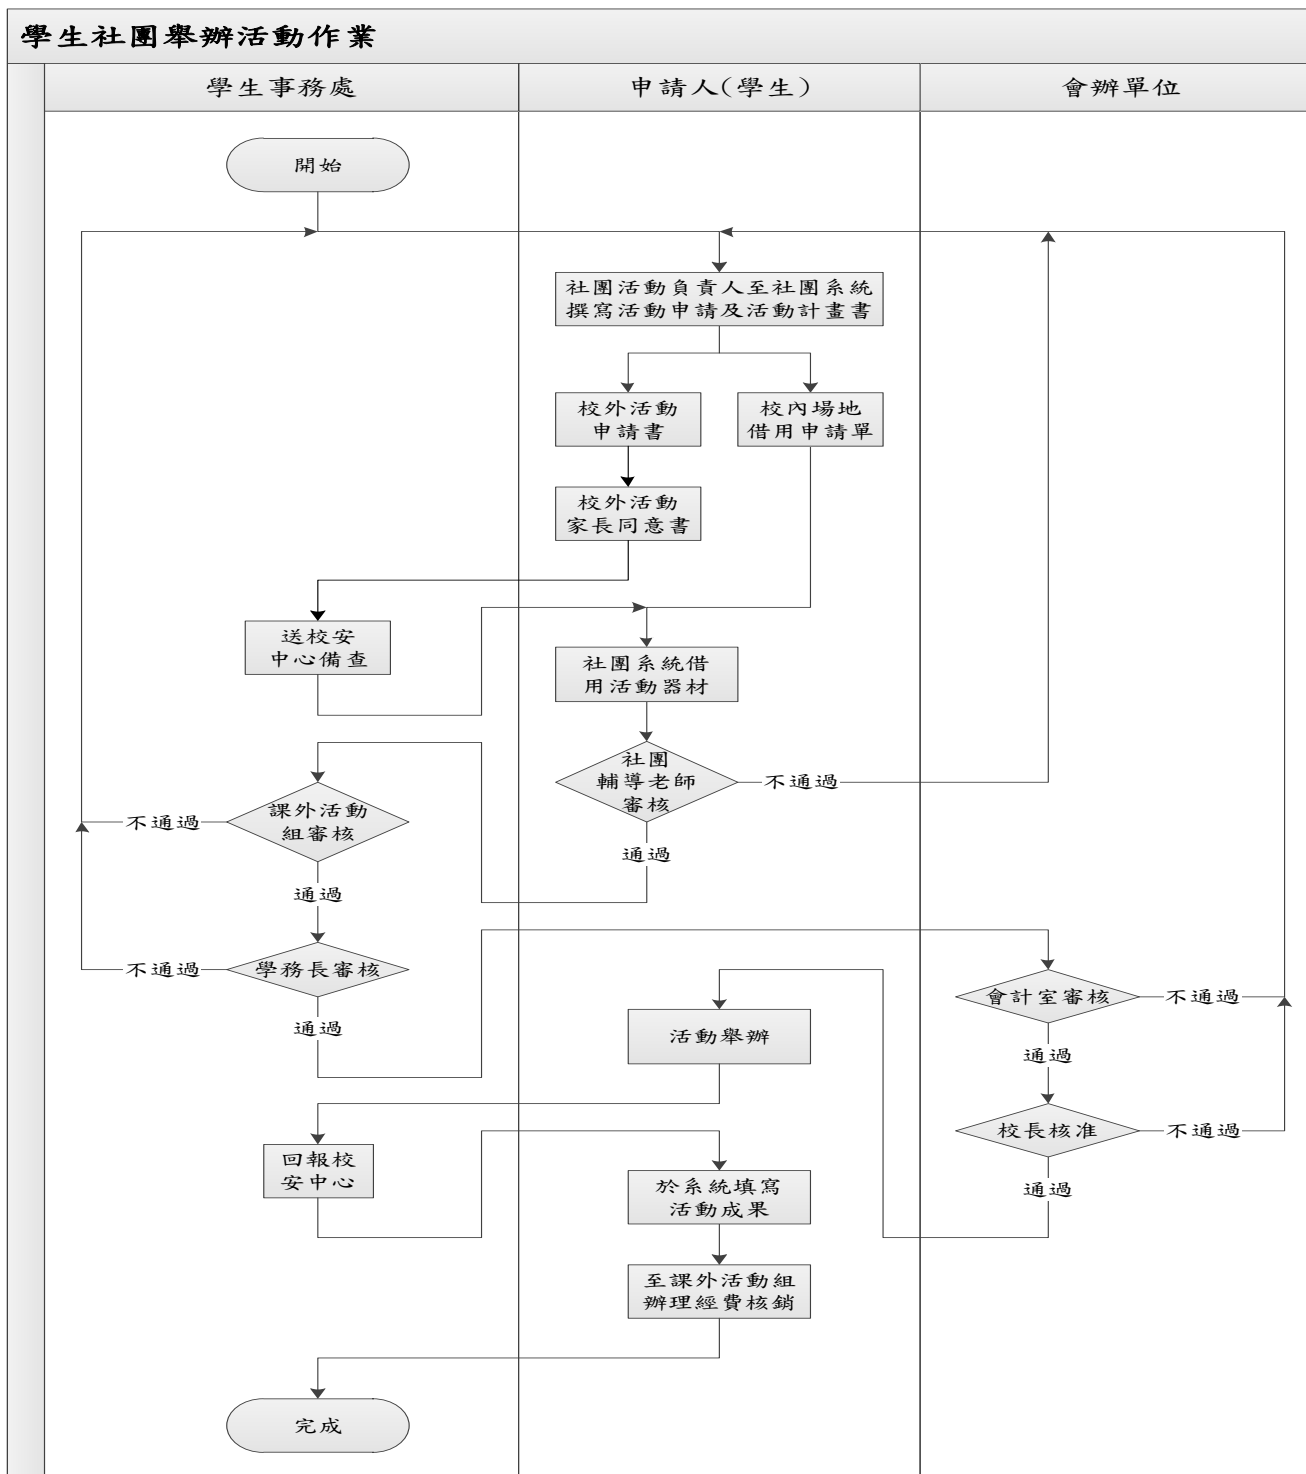 學生社團舉辦活動作業
學生事務處
申請人(學生)
會辦單位
開始
社團活動負責人至社團系統
撰寫活動申請及活動計畫書
校外活動
申請書
校內場地
借用申請單
校外活動
家長同意書
送校安
中心備查
社團系統借
用活動器材
社團
輔導老師
審核
不通過
通過
課外活動
組審核
不通過
通過
學務長審核
不通過
通過
會計室審核
不通過
通過
校長核准
不通過
通過
活動舉辦
回報校
安中心
於系統填寫
活動成果
至課外活動組
辦理經費核銷
完成